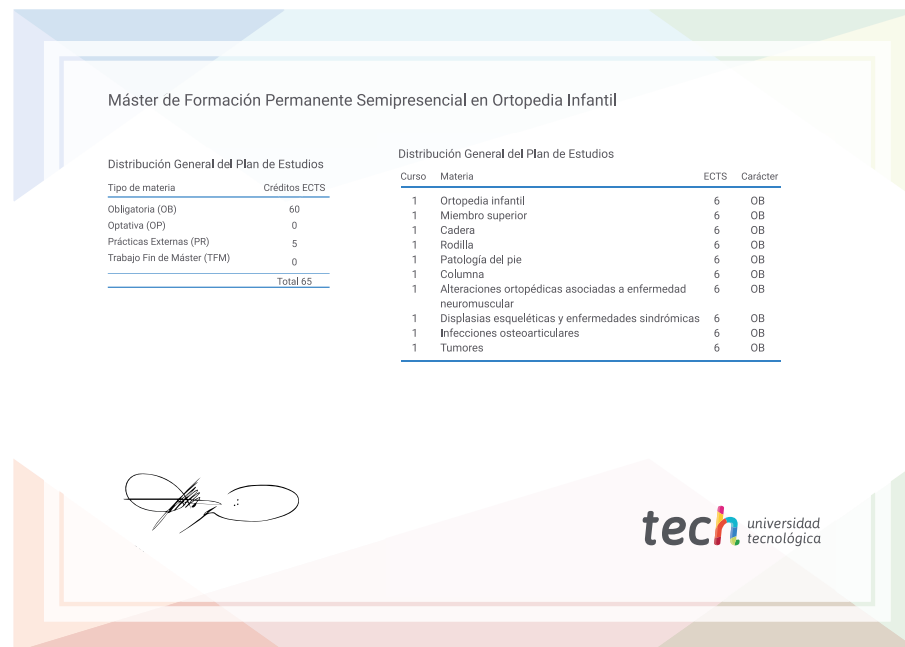 Máster de Formación Permanente Semipresencial en Ortopedia Infantil
Distribución General del Plan de Estudios
Tipo de materia Créditos ECTS
Obligatoria (OB) 60
Optativa (OP) 0
Prácticas Externas (PR) 5
Trabajo Fin de Máster (TFM) 0
Total 65
Distribución General del Plan de Estudios
Curso Materia ECTS Carácter
1 Ortopedia infantil 6 OB
1 Miembro superior 6 OB
1 Cadera 6 OB
1 Rodilla 6 OB
1 Patología del pie 6 OB
1 Columna 6 OB
1 Alteraciones ortopédicas asociadas a enfermedad 6 OB
neuromuscular
1 Displasias esqueléticas y enfermedades sindrómicas 6 OB
1 Infecciones osteoarticulares 6 OB
1 Tumores 6 OB
tech universidad
tecnológica